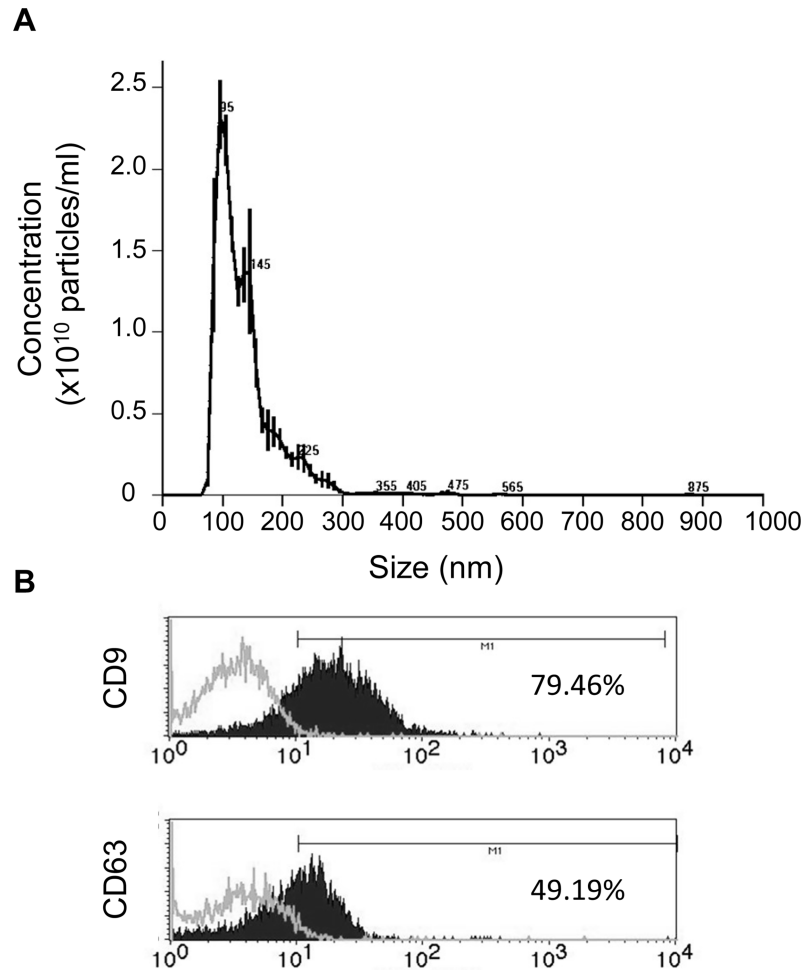 A
Concentration
(x10¹⁰ particles/ml)
2.5
2.0
1.5
1.0
0.5
0
95
145
225
355 405 475 565 875
0 100 200 300 400 500 600 700 800 900 1000
Size (nm)
B
CD9
M1
79.46%
10⁰ 10¹ 10² 10³ 10⁴
CD63
M1
49.19%
10⁰ 10¹ 10² 10³ 10⁴